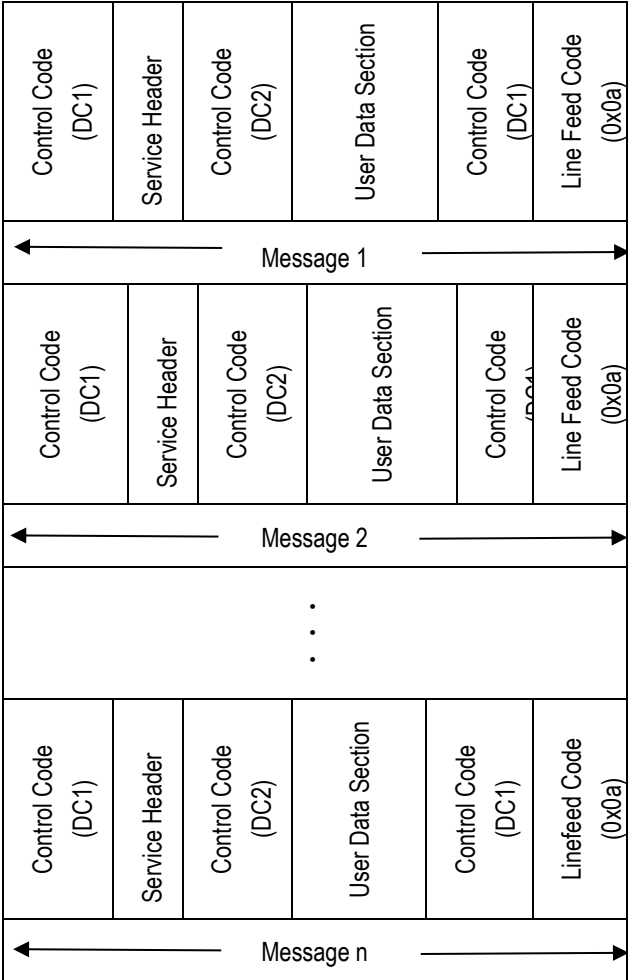 Control Code
(DC1)
Service Header
Control Code
(DC2)
User Data Section
Control Code
(DC1)
Line Feed Code
(0x0a)
Message 1
Control Code
(DC1)
Service Header
Control Code
(DC2)
User Data Section
Control Code
(DC1)
Line Feed Code
(0x0a)
Message 2
.
.
.
Control Code
(DC1)
Service Header
Control Code
(DC2)
User Data Section
Control Code
(DC1)
Linefeed Code
(0x0a)
Message n